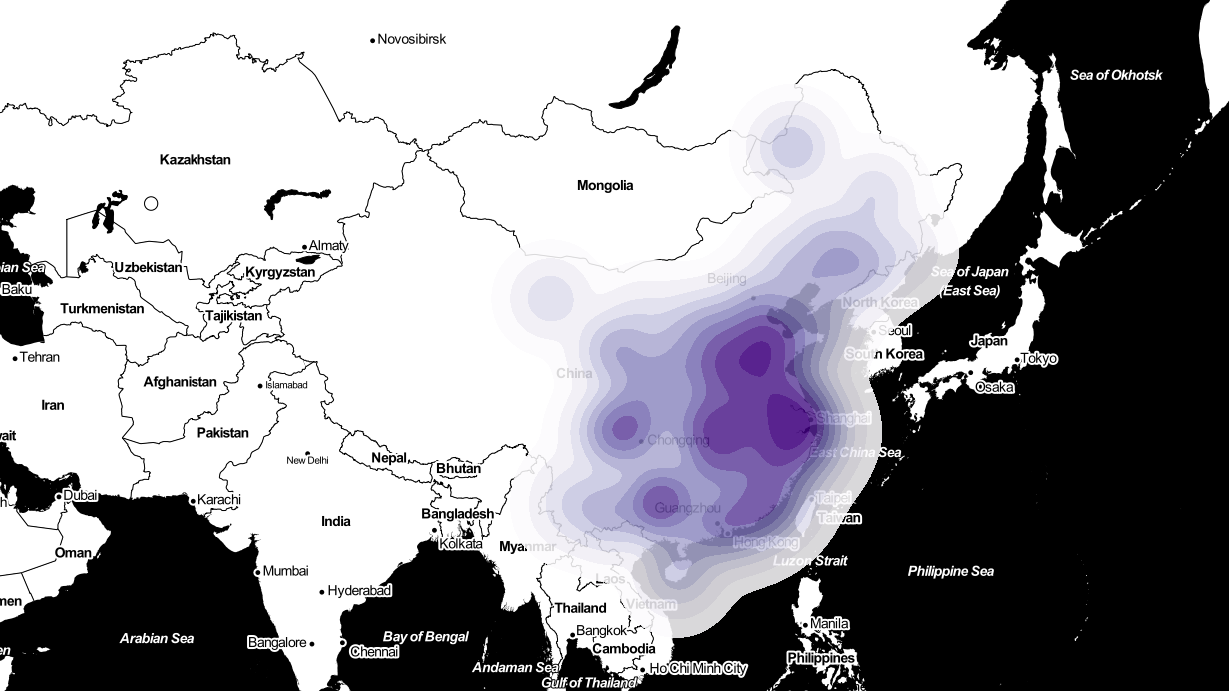 Novosibirsk
Sea of Okhotsk
Kazakhstan
Mongolia
Almaty
ian Sea
Uzbekistan
Kyrgyzstan
Beijing
Sea of Japan
(East Sea)
Baku
Turkmenistan
Tajikistan
North Korea
Seoul
Japan
Tehran
South Korea
Tokyo
China
Afghanistan
Islamabad
Osaka
Iran
Shanghai
wait
Pakistan
Chongqing
New Delhi
Nepal
Bhutan
East China Sea
Dubai
Karachi
Taipei
Bangladesh
Guangzhou
India
Taiwan
Kolkata
Myanmar
Hong Kong
Oman
Luzon Strait
Mumbai
Laos
Philippine Sea
Hyderabad
men
Vietnam
Thailand
Manila
Arabian Sea
Bay of Bengal
Bangkok
Bangalore
Chennai
Cambodia
en
Philippines
Andaman Sea
Ho Chi Minh City
Gulf of Thailand